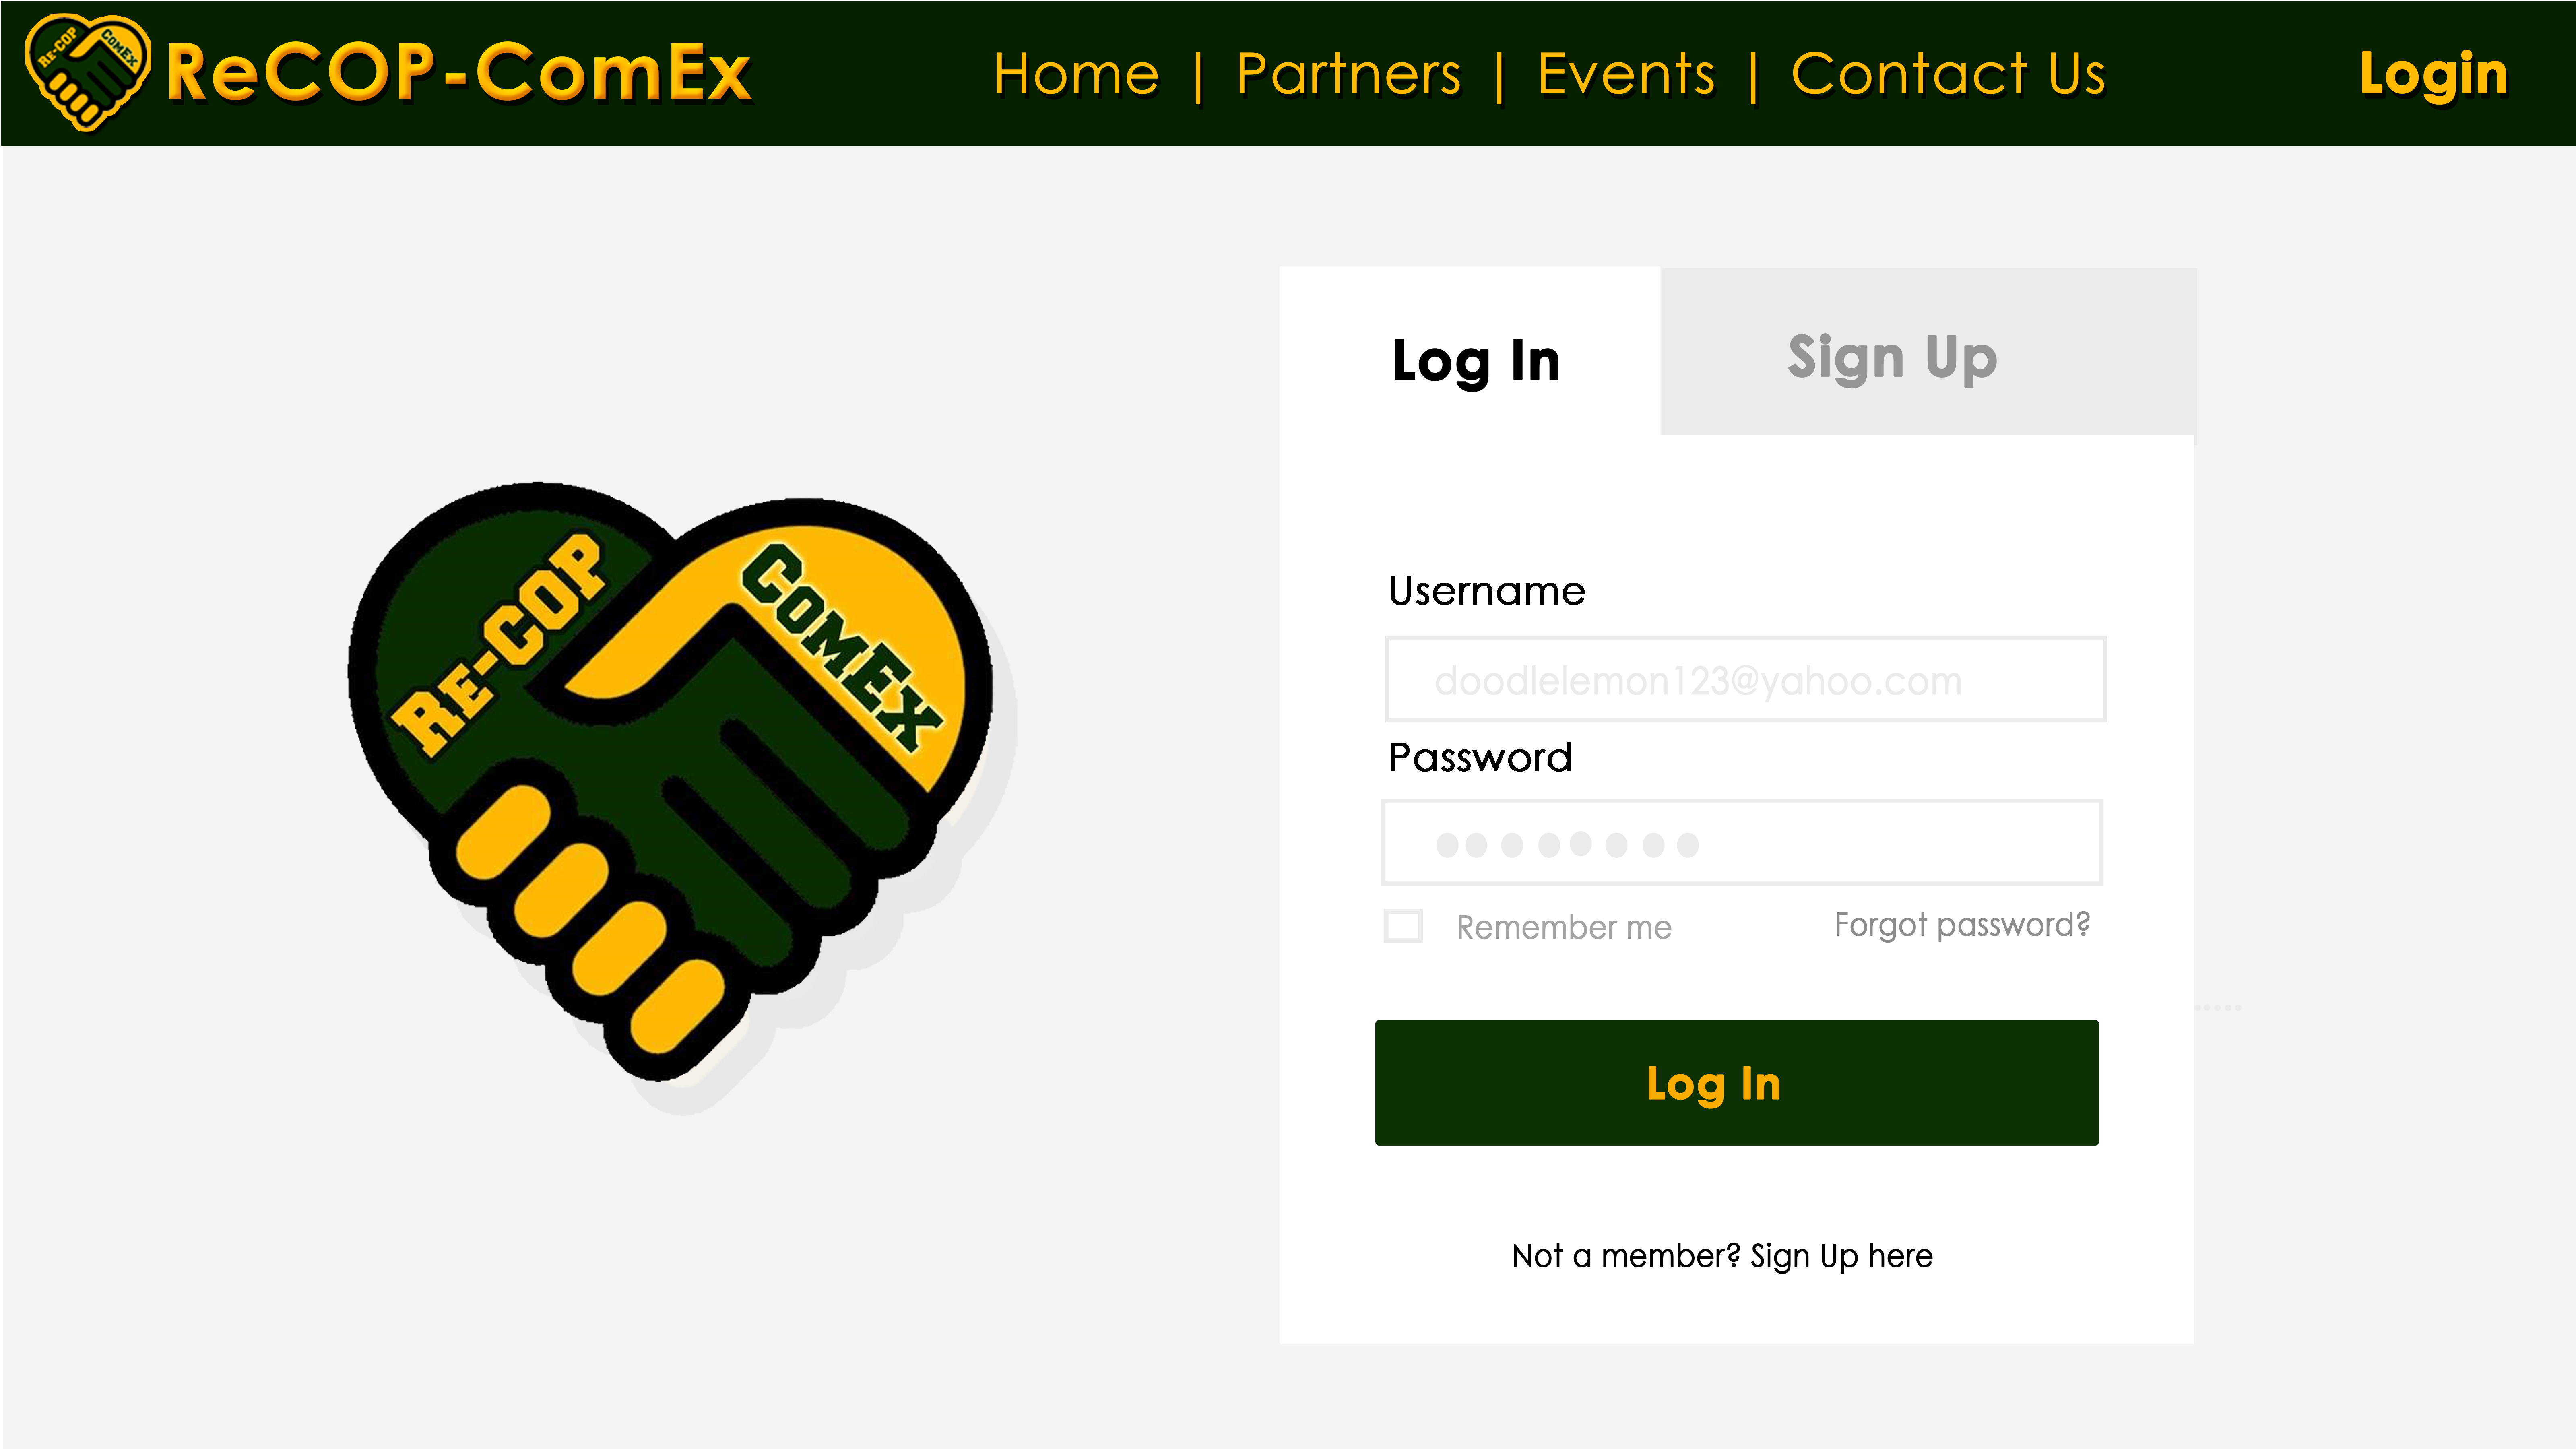 RE-COP COMEX
ReCOP-ComEx
Home | Partners | Events | Contact Us
Login
Log In
Sign Up
RE-COP
COMEX
Username
doodlelemon123@yahoo.com
Password
Remember me
Forgot password?
Log In
Not a member? Sign Up here